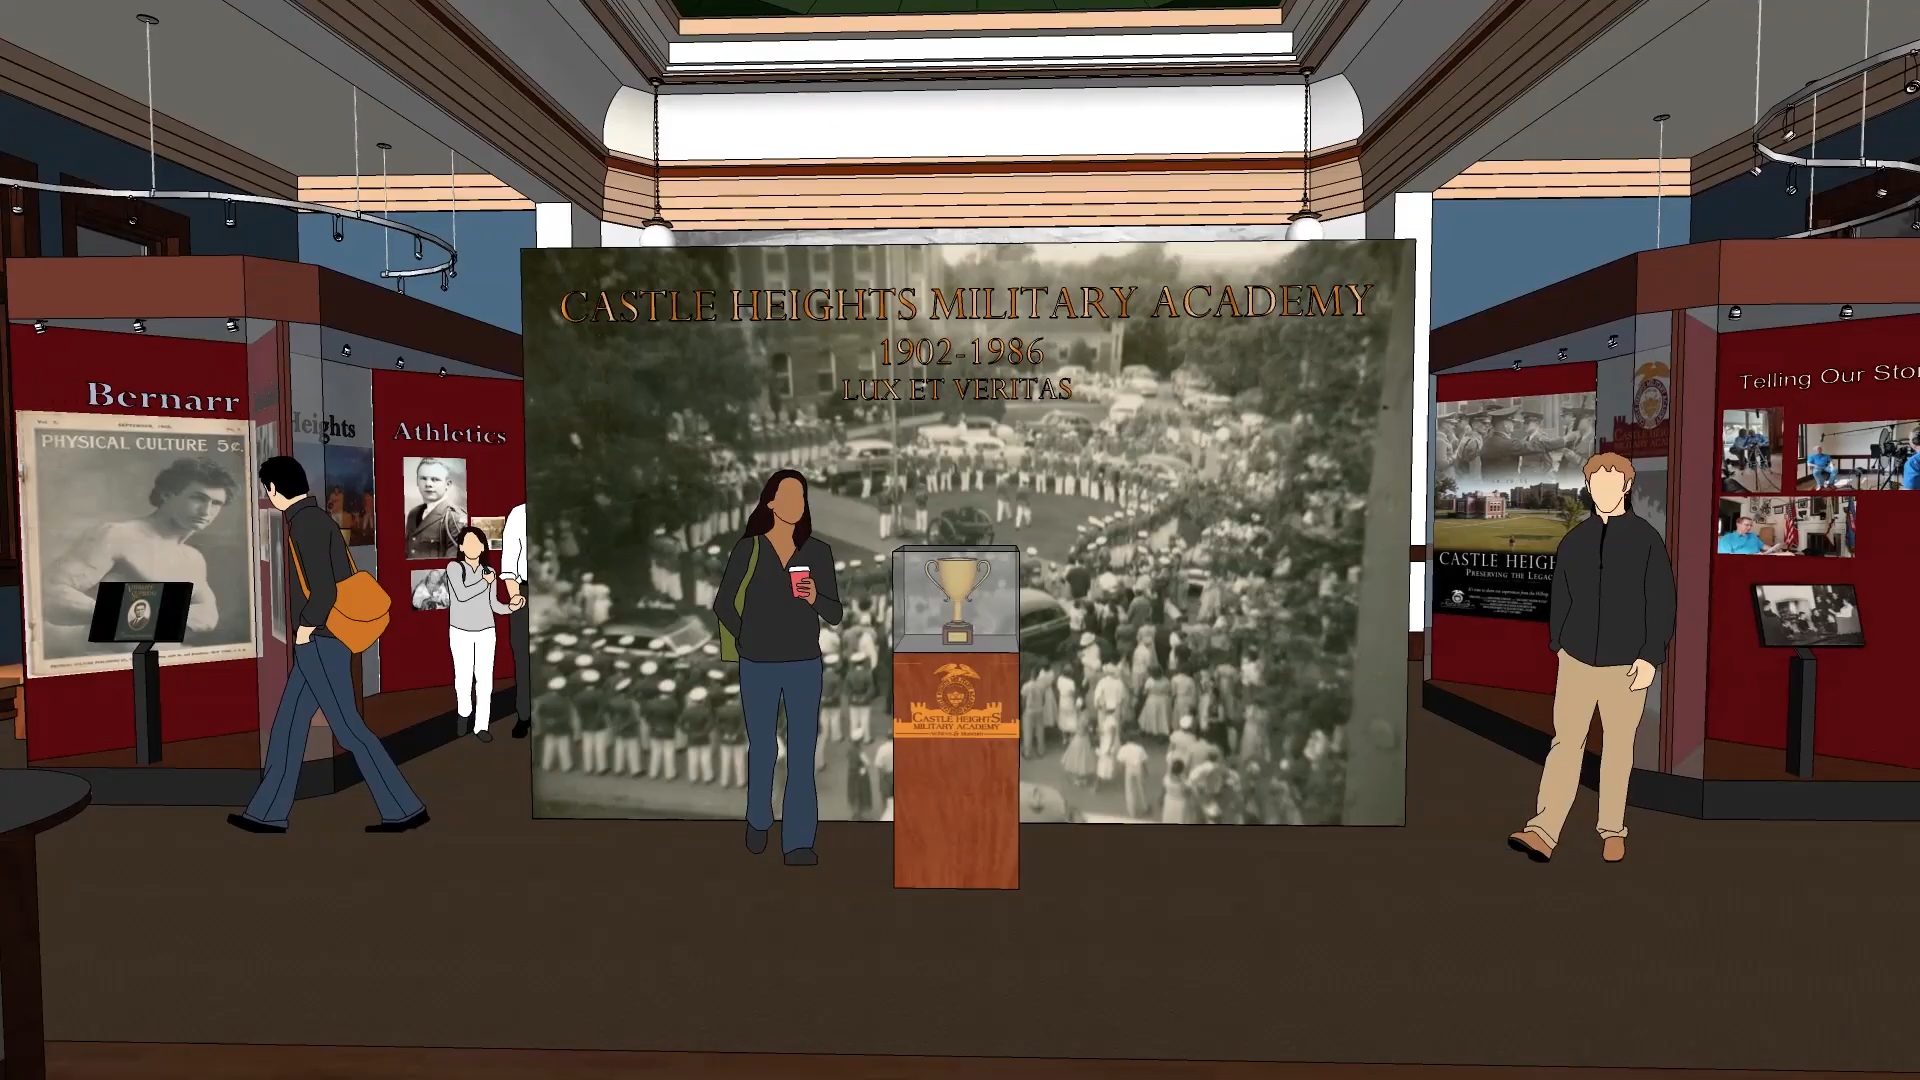 CASTLE HEIGHTS MILITARY ACADEMY
1902-1986
LUX ET VERITAS
Bernarr
PHYSICAL CULTURE 5¢.
Heights
Athletics
CASTLE HEIGHTS
MILITARY ACADEMY
CASTLE HEIGH
PRESERVING THE LEGAC
Telling Our Stor